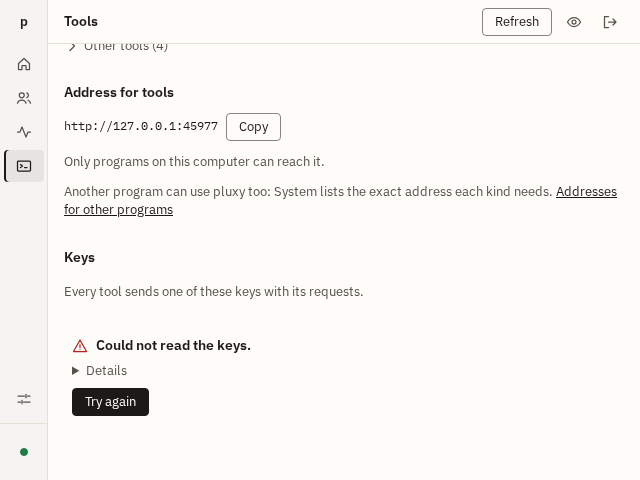 p
Tools
Refresh
Other tools (4)
Address for tools
http://127.0.0.1:45977
Copy
Only programs on this computer can reach it.
Another program can use pluxy too: System lists the exact address each kind needs. Addresses
for other programs
Keys
Every tool sends one of these keys with its requests.
Could not read the keys.
Details
Try again